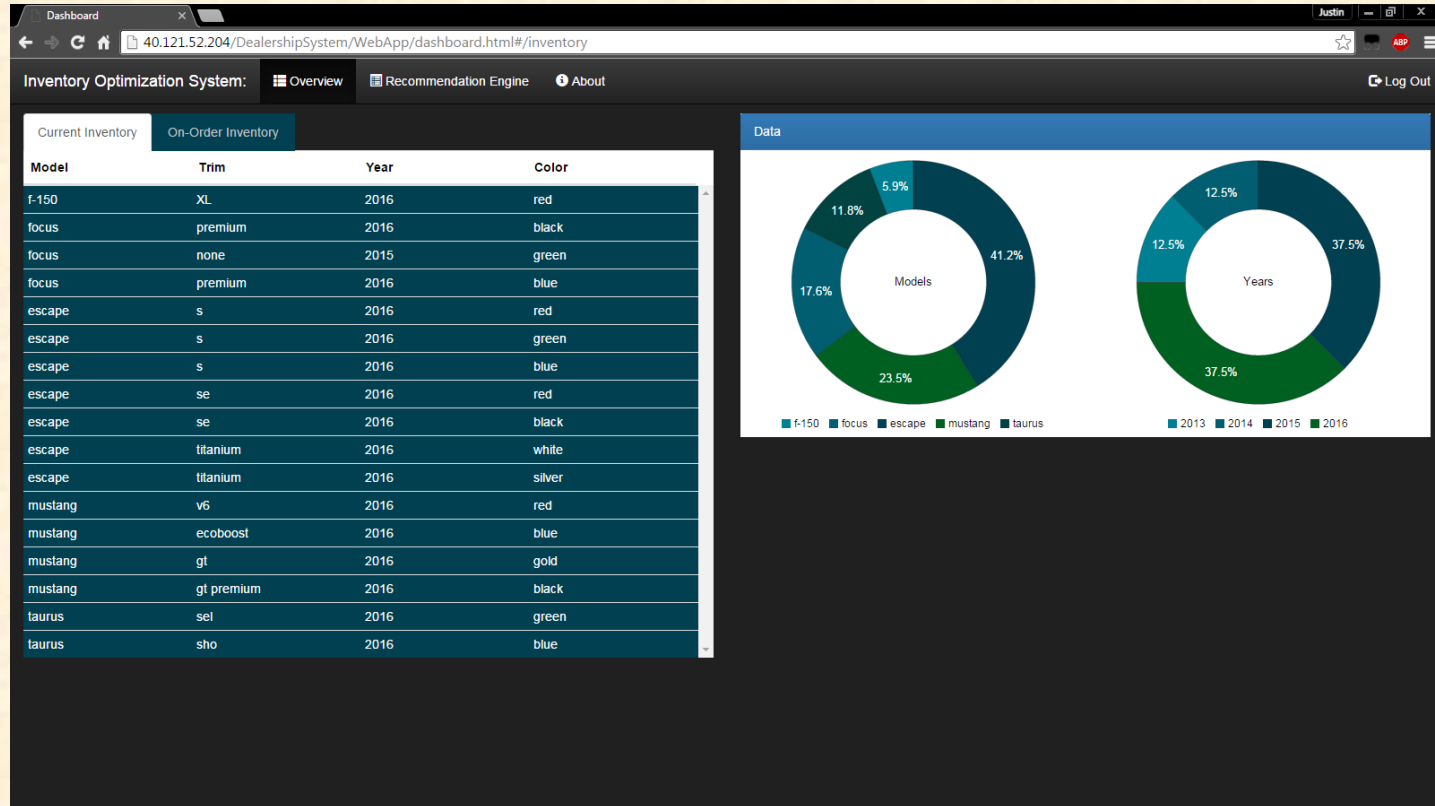 Dashboard
Justin
40.121.52.204/DealershipSystem/WebApp/dashboard.html#/inventory
ABP
Inventory Optimization System: Overview Recommendation Engine About Log Out
Current Inventory On-Order Inventory
Model Trim Year Color
f-150 XL 2016 red
focus premium 2016 black
focus none 2015 green
focus premium 2016 blue
escape s 2016 red
escape s 2016 green
escape s 2016 blue
escape se 2016 red
escape se 2016 black
escape titanium 2016 white
escape titanium 2016 silver
mustang v6 2016 red
mustang ecoboost 2016 blue
mustang gt 2016 gold
mustang gt premium 2016 black
taurus sel 2016 green
taurus sho 2016 blue
Data
5.9%
11.8%
41.2%
Models
17.6%
23.5%
f-150 focus escape mustang taurus
12.5%
12.5%
37.5%
Years
37.5%
2013 2014 2015 2016